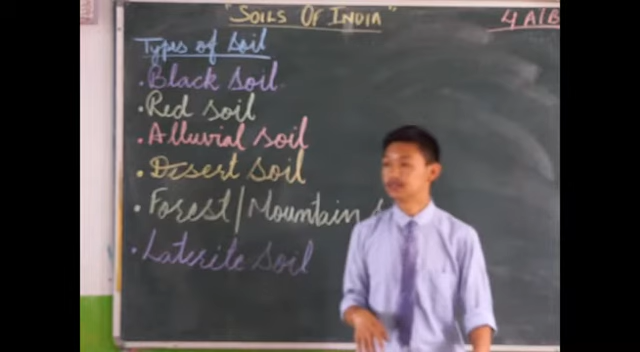 "SOILS OF INDIA"
4 A/B
Types of Soil
• Black Soil
• Red Soil
• Alluvial Soil
• Desert Soil
• Forest/Mountain
• Laterite Soil